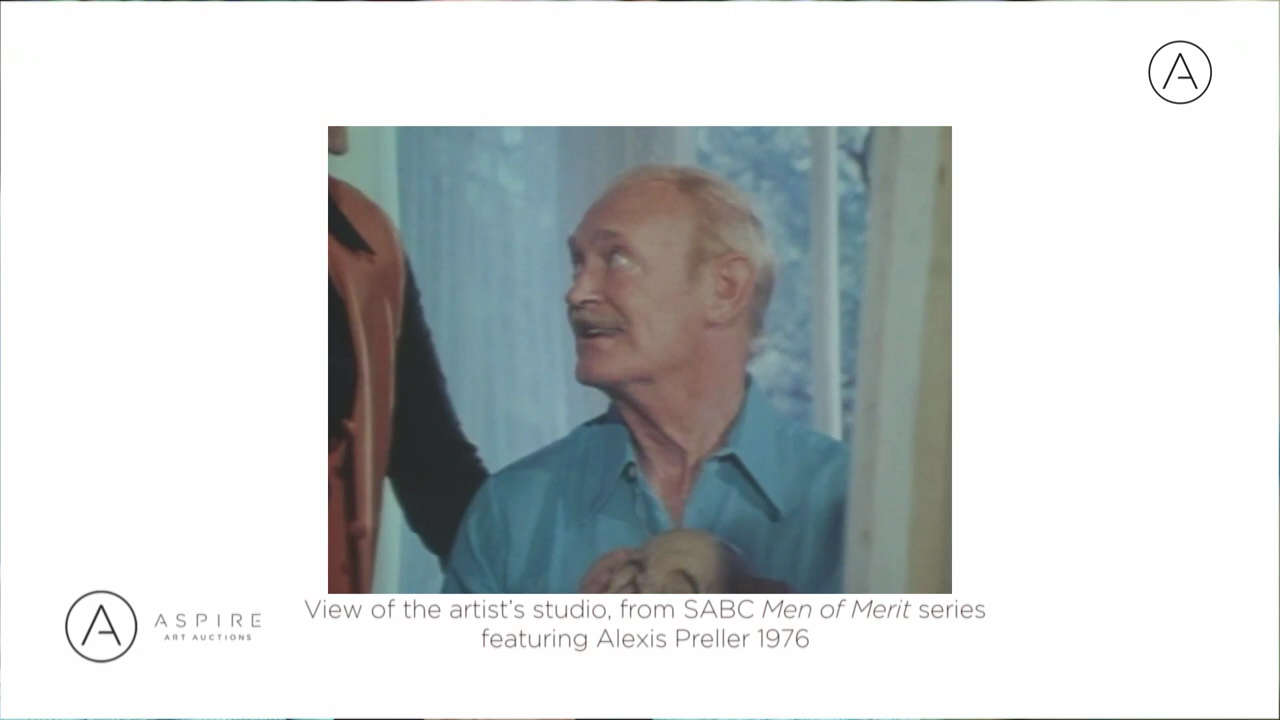 View of the artist's studio, from SABC Men of Merit series
featuring Alexis Preller 1976
ASPIRE
ART AUCTIONS